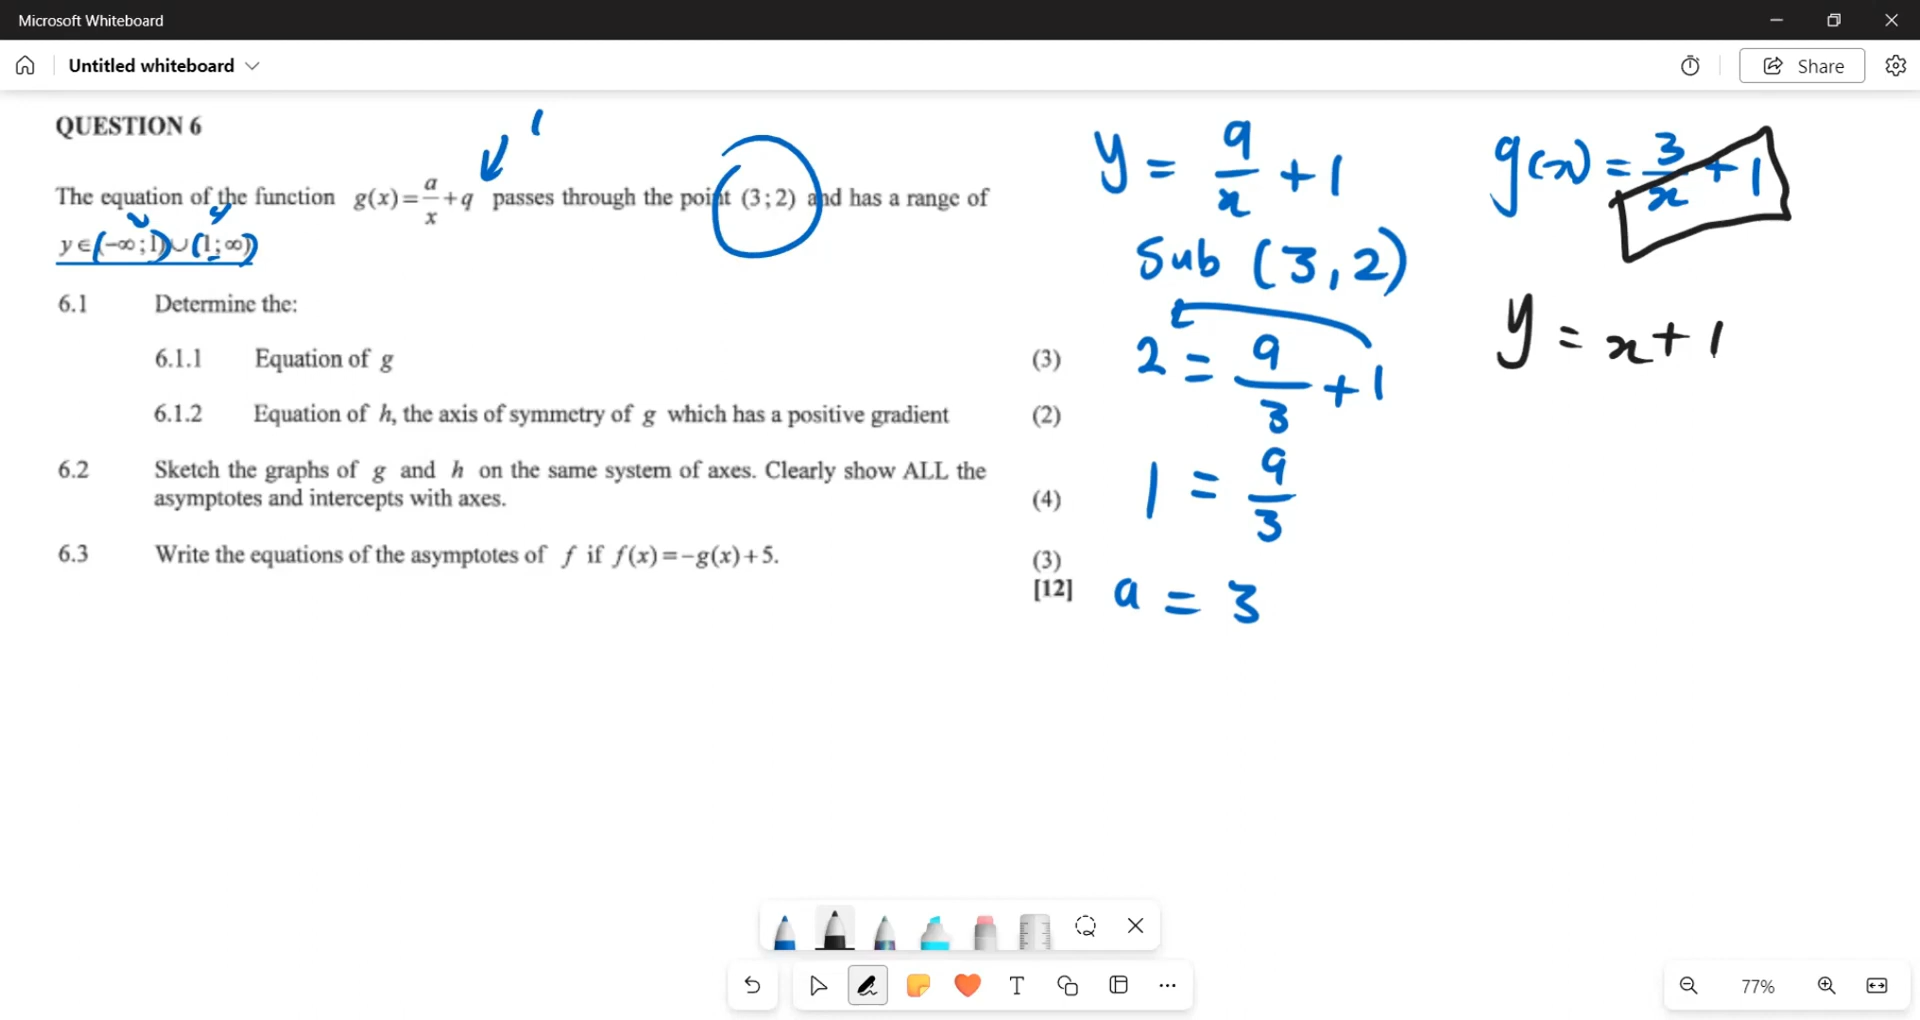 Microsoft Whiteboard
Untitled whiteboard
Share
QUESTION 6
1
The equation of the function g(x)=a/x+q passes through the point (3;2) and has a range of
y∈(-∞;1)∪(1;∞)
6.1 Determine the:
6.1.1 Equation of g (3)
6.1.2 Equation of h, the axis of symmetry of g which has a positive gradient (2)
6.2 Sketch the graphs of g and h on the same system of axes. Clearly show ALL the
asymptotes and intercepts with axes. (4)
6.3 Write the equations of the asymptotes of f if f(x)=-g(x)+5. (3)
[12]
y = a/x + 1
Sub (3,2)
2 = a/3 + 1
1 = a/3
a = 3
g(x) = 3/x + 1
y = x + 1
T
77%